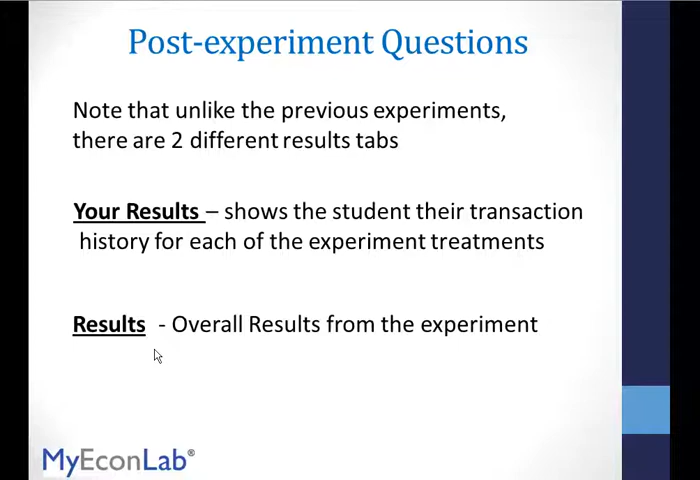 Post-experiment Questions
Note that unlike the previous experiments,
there are 2 different results tabs
Your Results – shows the student their transaction
history for each of the experiment treatments
Results - Overall Results from the experiment
MyEconLab®